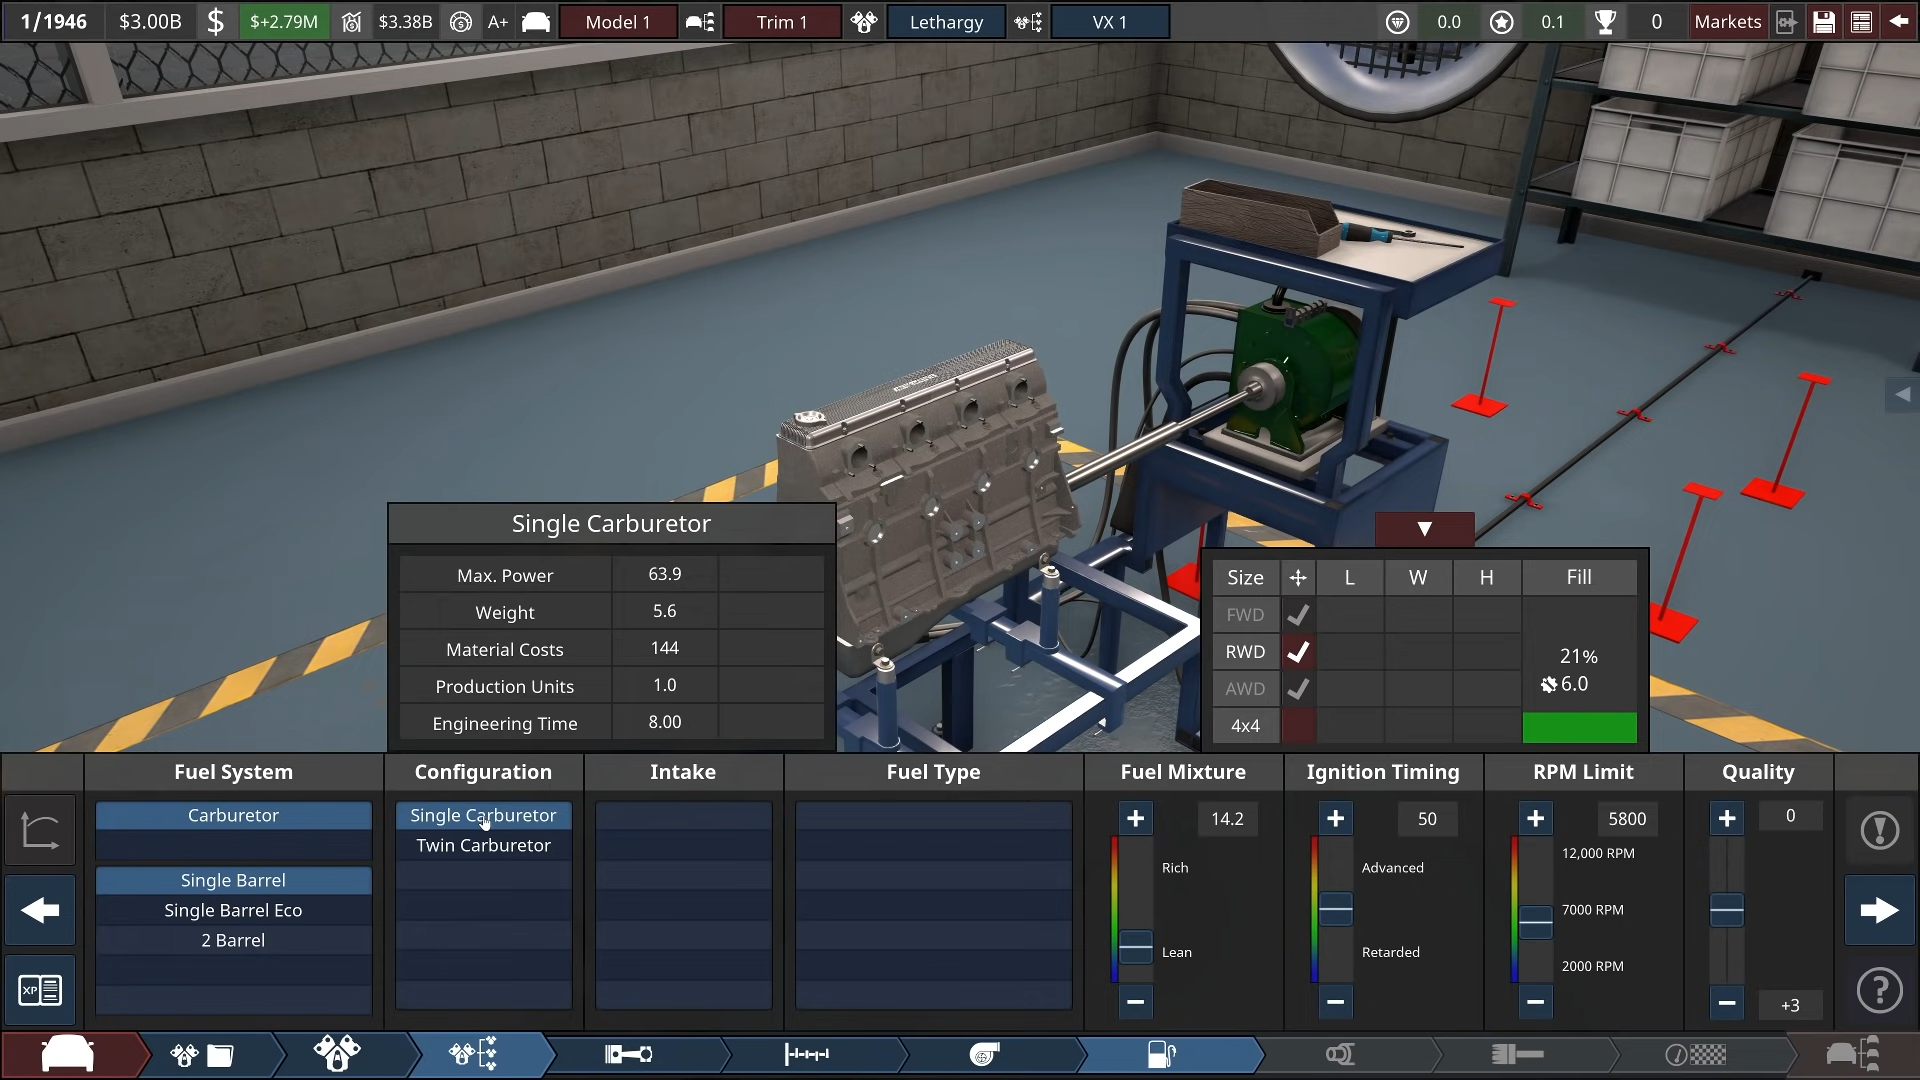 1/1946 $3.00B $ $+2.79M $3.38B A+ Model 1 Trim 1 Lethargy VX 1 0.0 0.1 0 Markets
Single Carburetor
Max. Power 63.9
Weight 5.6
Material Costs 144
Production Units 1.0
Engineering Time 8.00
Size L W H Fill
FWD
RWD
AWD
4x4
21%
6.0
Fuel System Configuration Intake Fuel Type Fuel Mixture Ignition Timing RPM Limit Quality
Carburetor
Single Barrel
Single Barrel Eco
2 Barrel
Single Carburetor
Twin Carburetor
+ 14.2
Rich
Lean
−
+ 50
Advanced
Retarded
−
+ 5800
12,000 RPM
7000 RPM
2000 RPM
−
+ 0
− +3
XP
!
?